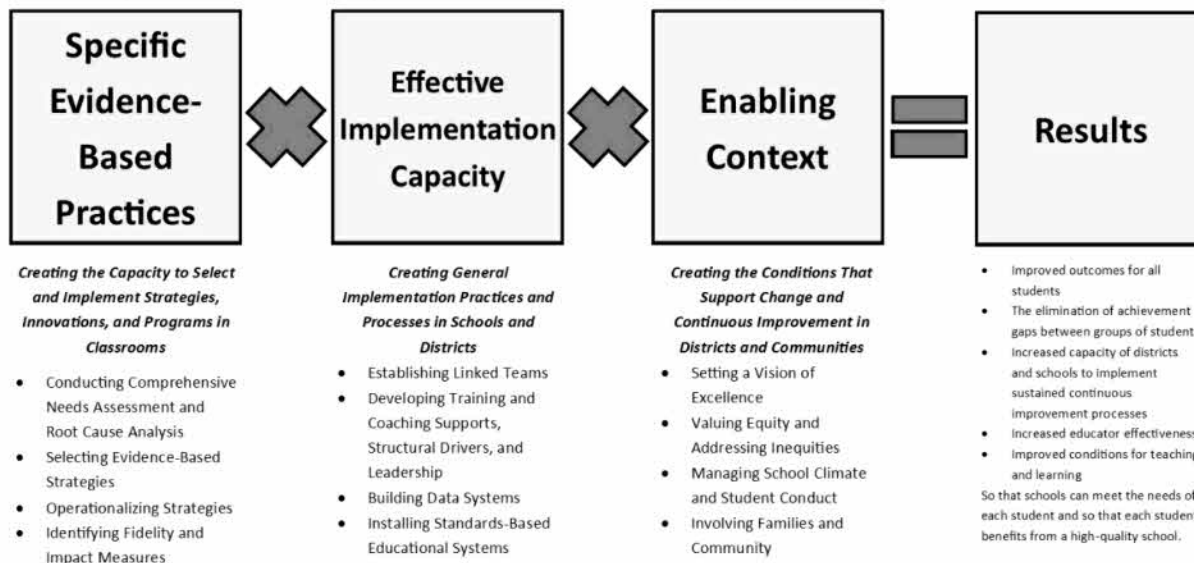 Specific
Evidence-
Based
Practices
Effective
Implementation
Capacity
Enabling
Context
Results
Creating the Capacity to Select
and Implement Strategies,
Innovations, and Programs in
Classrooms
• Conducting Comprehensive
Needs Assessment and
Root Cause Analysis
• Selecting Evidence-Based
Strategies
• Operationalizing Strategies
• Identifying Fidelity and
Impact Measures
Creating General
Implementation Practices and
Processes in Schools and
Districts
• Establishing Linked Teams
• Developing Training and
Coaching Supports,
Structural Drivers, and
Leadership
• Building Data Systems
• Installing Standards-Based
Educational Systems
Creating the Conditions That
Support Change and
Continuous Improvement in
Districts and Communities
• Setting a Vision of
Excellence
• Valuing Equity and
Addressing Inequities
• Managing School Climate
and Student Conduct
• Involving Families and
Community
• Improved outcomes for all
students
• The elimination of achievement
gaps between groups of student
• Increased capacity of districts
and schools to implement
sustained continuous
improvement processes
• Increased educator effectiveness
• Improved conditions for teaching
and learning
So that schools can meet the needs of
each student and so that each student
benefits from a high-quality school.